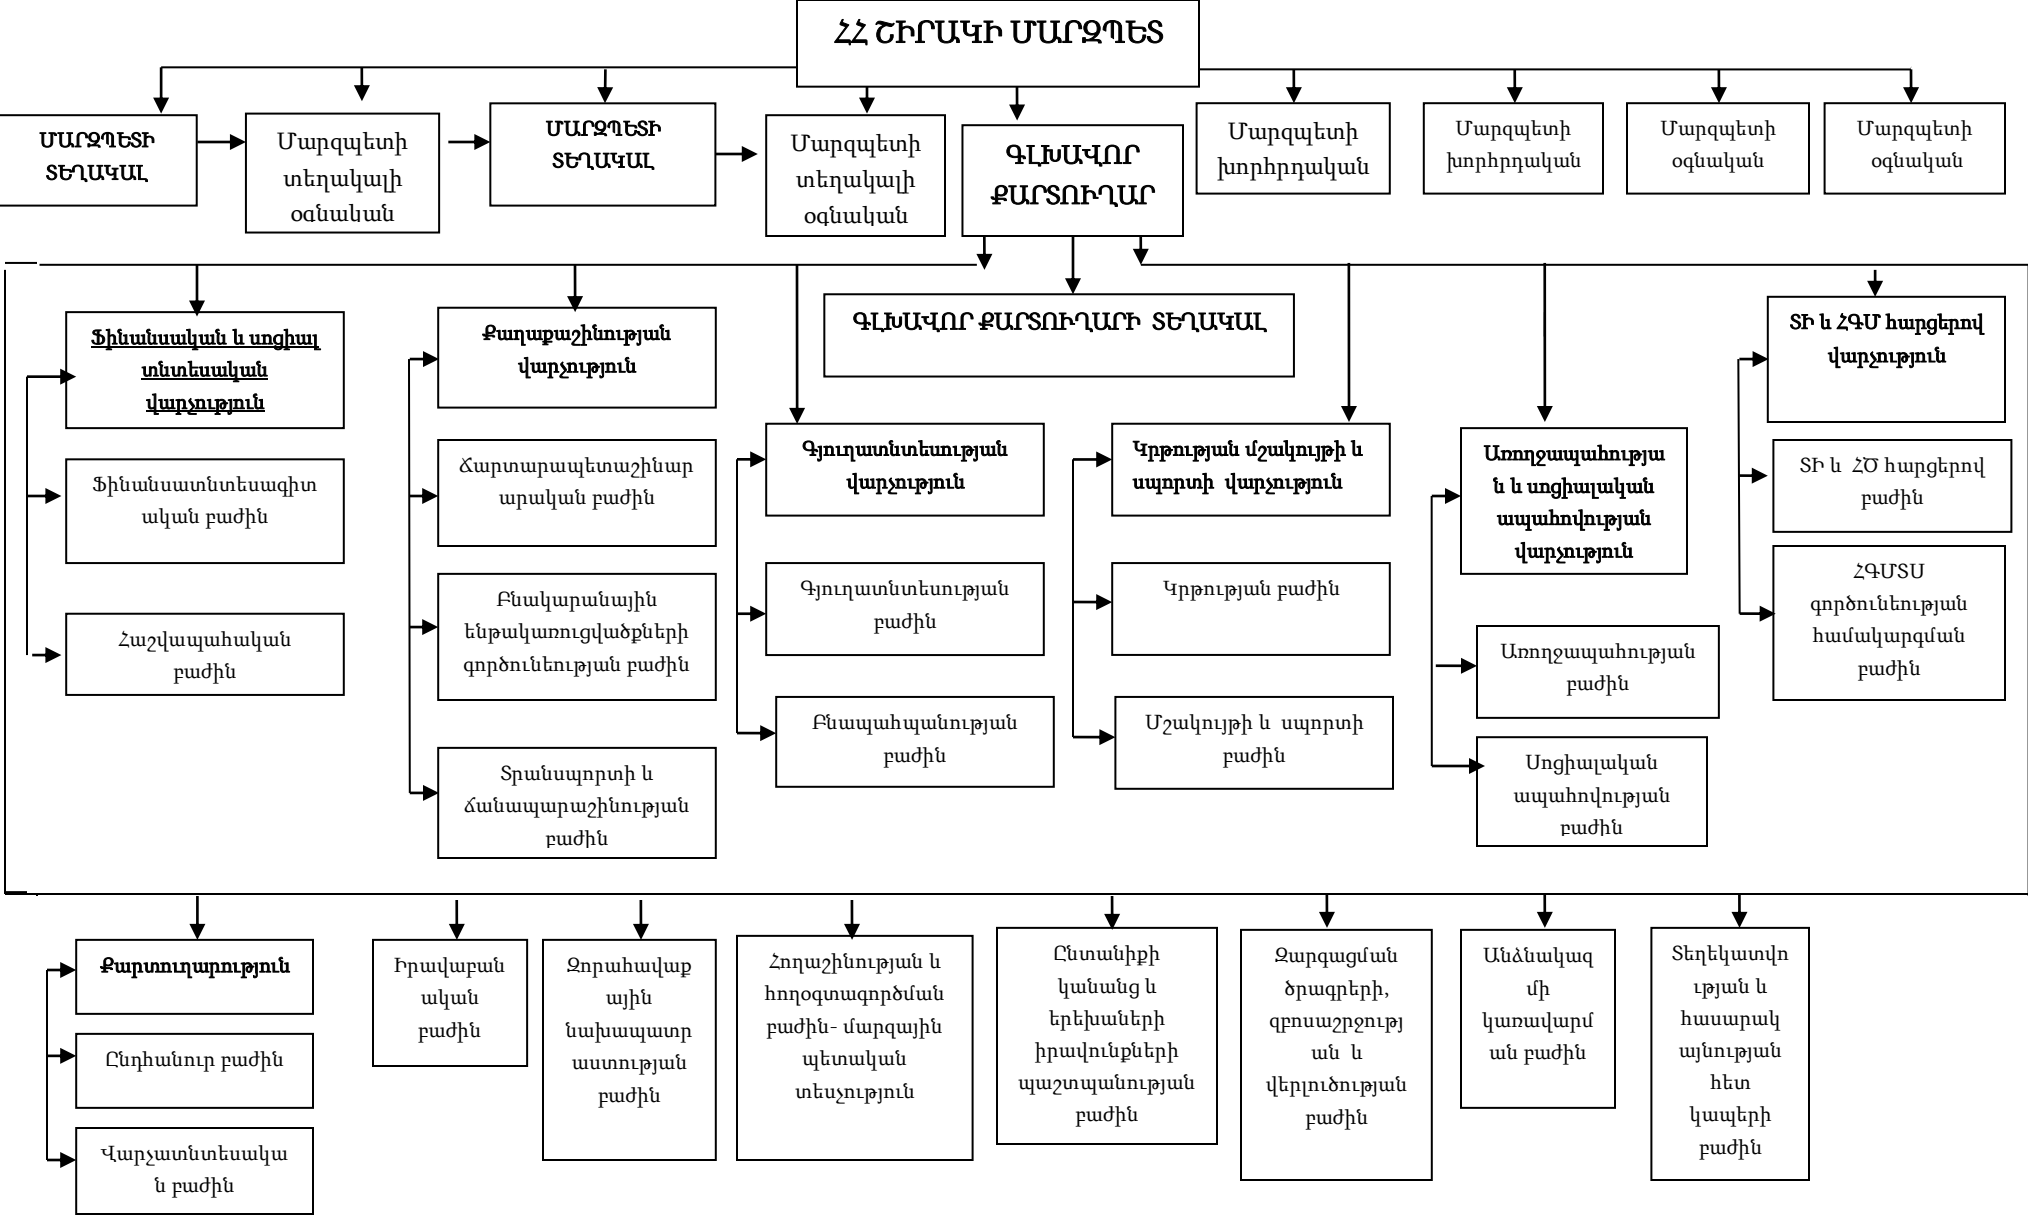 ՀՀ ՇԻՐԱԿԻ ՄԱՐԶՊԵՏ
ՄԱՐԶՊԵՏԻ
ՏԵՂԱԿԱԼ
Մարզպետի
տեղակալի
օգնական
ՄԱՐԶՊԵՏԻ
ՏԵՂԱԿԱԼ
Մարզպետի
տեղակալի
օգնական
ԳԼԽԱՎՈՐ
ՔԱՐՏՈՒՂԱՐ
Մարզպետի
խորհրդական
Մարզպետի
խորհրդական
Մարզպետի
օգնական
Մարզպետի
օգնական
ԳԼԽԱՎՈՐ ՔԱՐՏՈՒՂԱՐԻ ՏԵՂԱԿԱԼ
Ֆինանսական և սոցիալ
տնտեսական
վարչություն
Ֆինանսատնտեսագիտ
ական բաժին
Հաշվապահական
բաժին
Քաղաքաշինության
վարչություն
Ճարտարապետաշինար
արական բաժին
Բնակարանային
ենթակառուցվածքների
գործունեության բաժին
Տրանսպորտի և
ճանապարաշինության
բաժին
Գյուղատնտեսության
վարչություն
Գյուղատնտեսության
բաժին
Բնապահպանության
բաժին
Կրթության մշակույթի և
սպորտի վարչություն
Կրթության բաժին
Մշակույթի և սպորտի
բաժին
Առողջապահությա
ն և սոցիալական
ապահովության
վարչություն
Առողջապահության
բաժին
Սոցիալական
ապահովության
բաժին
ՏԻ և ՀԳՄ հարցերով
վարչություն
ՏԻ և ՀԾ հարցերով
բաժին
ՀԳՄՏՍ
գործունեության
համակարգման
բաժին
Քարտուղարություն
Ընդհանուր բաժին
Վարչատնտեսակա
ն բաժին
Իրավաբան
ական
բաժին
Զորահավաք
ային
նախապատր
աստության
բաժին
Հողաշինության և
հողօգտագործման
բաժին- մարզային
պետական
տեսչություն
Ընտանիքի
կանանց և
երեխաների
իրավունքների
պաշտպանության
բաժին
Զարգացման
ծրագրերի,
զբոսաշրջությ
ան և
վերլուծության
բաժին
Անձնակազ
մի
կառավարմ
ան բաժին
Տեղեկատվո
ւթյան և
հասարակ
այնության
հետ
կապերի
բաժին